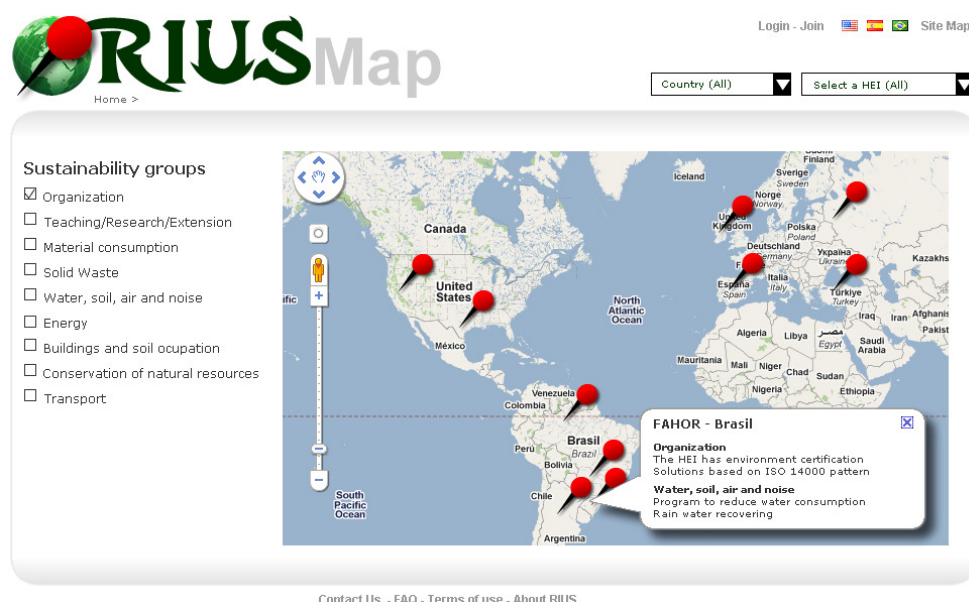 Login - Join Site Map
ORIUSMap
Home >
Country (All)
Select a HEI (All)
Sustainability groups
Organization
Teaching/Research/Extension
Material consumption
Solid Waste
Water, soil, air and noise
Energy
Buildings and soil ocupation
Conservation of natural resources
Transport
Canada
United
States
México
North
Atlantic
Ocean
Iceland
Finland
Sverige
Sweden
Norge
Norway
Kingdom
Polska
Poland
Deutschland
Germany
Україна
Ukraine
Kazakhs
Italia
Italy
España
Spain
Türkiye
Turkey
Iraq
Iran
Afghanis
Pakist
Algeria
Libya
مصر
Egypt
Saudi
Arabia
Mauritania
Mali
Niger
Chad
Sudan
Nigeria
Ethiopia
Venezuela
Colombia
Perú
Brasil
Brazil
Bolivia
Chile
Argentina
South
Pacific
Ocean
FAHOR - Brasil
Organization
The HEI has environment certification
Solutions based on ISO 14000 pattern
Water, soil, air and noise
Program to reduce water consumption
Rain water recovering
Contact Us - FAQ - Terms of use - About RIUS